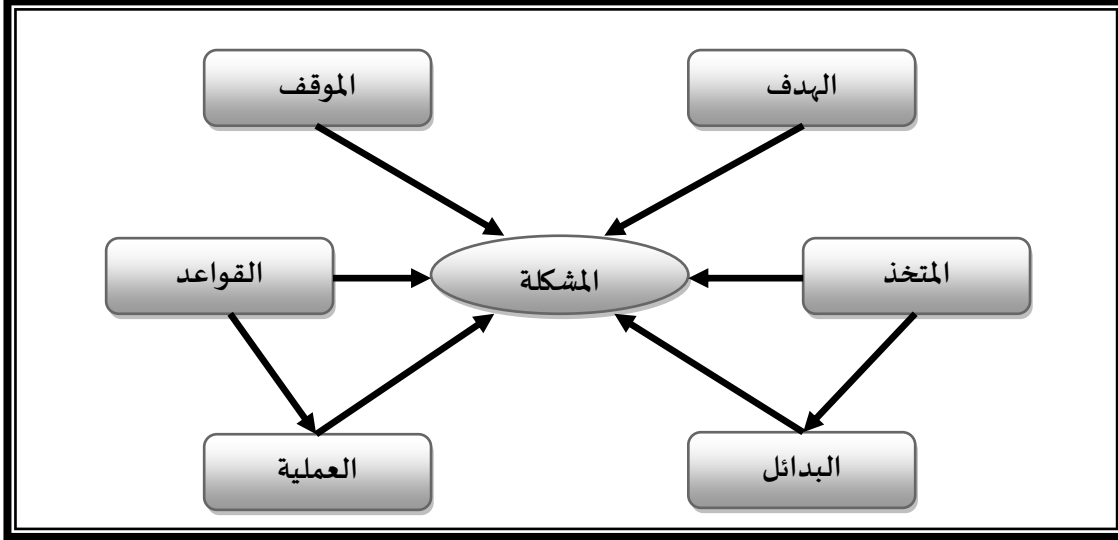 الهدف
الموقف
المتخذ
المشكلة
القواعد
البدائل
العملية